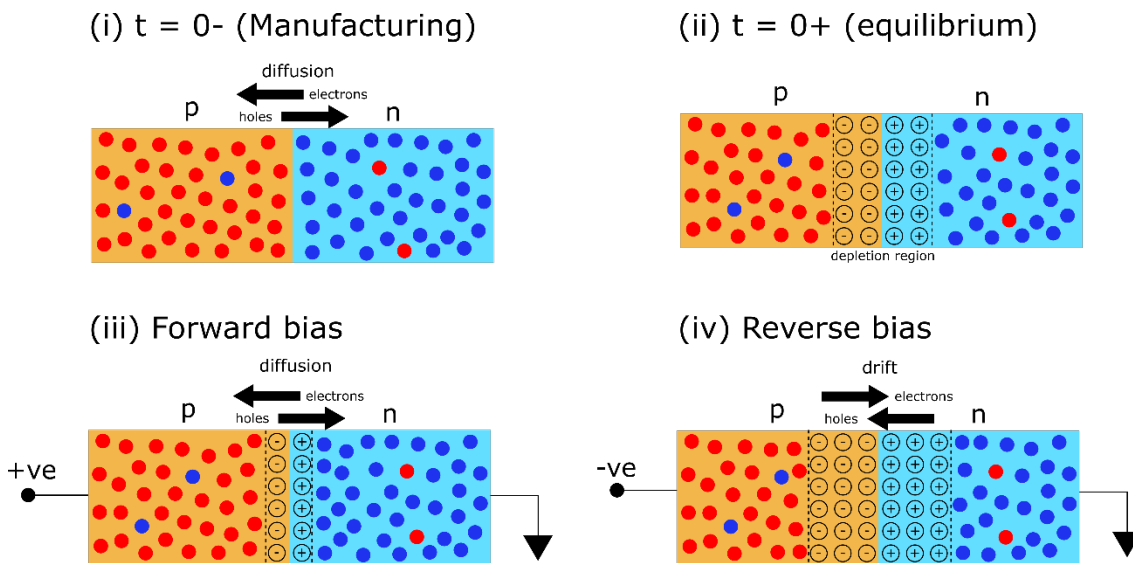 (i) t = 0- (Manufacturing)
diffusion
electrons
p
holes
n
(ii) t = 0+ (equilibrium)
p
n
- - + +
- - + +
- - + +
- - + +
- - + +
- - + +
- - + +
depletion region
(iii) Forward bias
diffusion
electrons
p
holes
n
+ve
- +
- +
- +
- +
- +
- +
(iv) Reverse bias
drift
electrons
p
holes
n
-ve
- - - + + +
- - - + + +
- - - + + +
- - - + + +
- - - + + +
- - - + + +